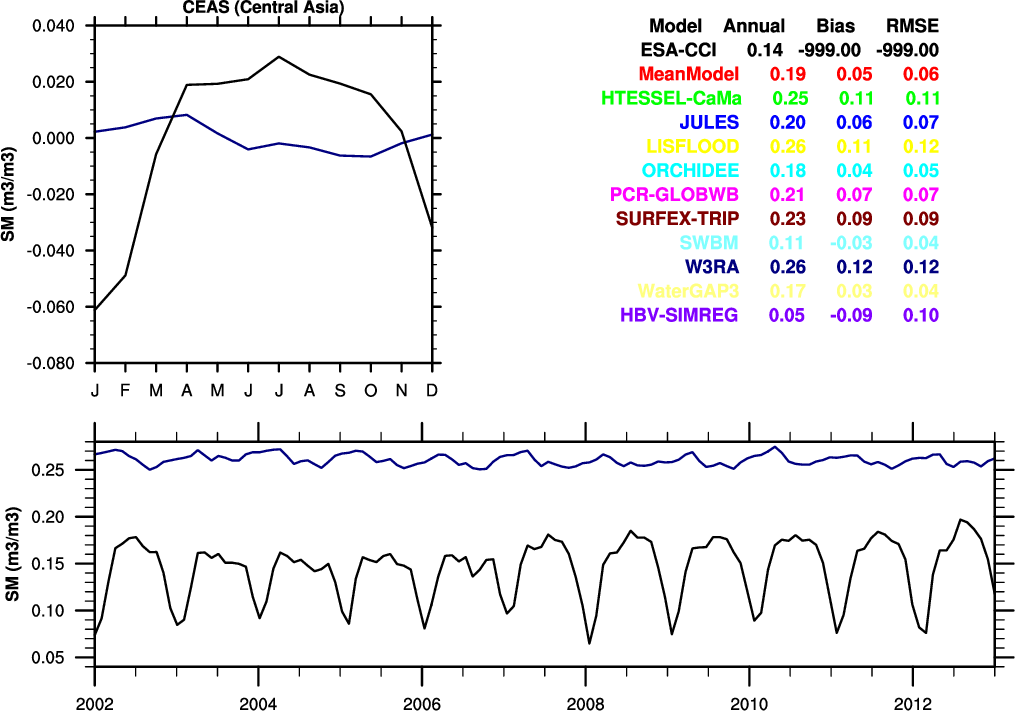 CEAS (Central Asia)
0.040
0.020
0.000
-0.020
-0.040
-0.060
-0.080
SM (m3/m3)
J F M A M J J A S O N D
Model Annual Bias RMSE
ESA-CCI 0.14 -999.00 -999.00
MeanModel 0.19 0.05 0.06
HTESSEL-CaMa 0.25 0.11 0.11
JULES 0.20 0.06 0.07
LISFLOOD 0.26 0.11 0.12
ORCHIDEE 0.18 0.04 0.05
PCR-GLOBWB 0.21 0.07 0.07
SURFEX-TRIP 0.23 0.09 0.09
SWBM 0.11 -0.03 0.04
W3RA 0.26 0.12 0.12
WaterGAP3 0.17 0.03 0.04
HBV-SIMREG 0.05 -0.09 0.10
0.25
0.20
0.15
0.10
0.05
SM (m3/m3)
2002 2004 2006 2008 2010 2012